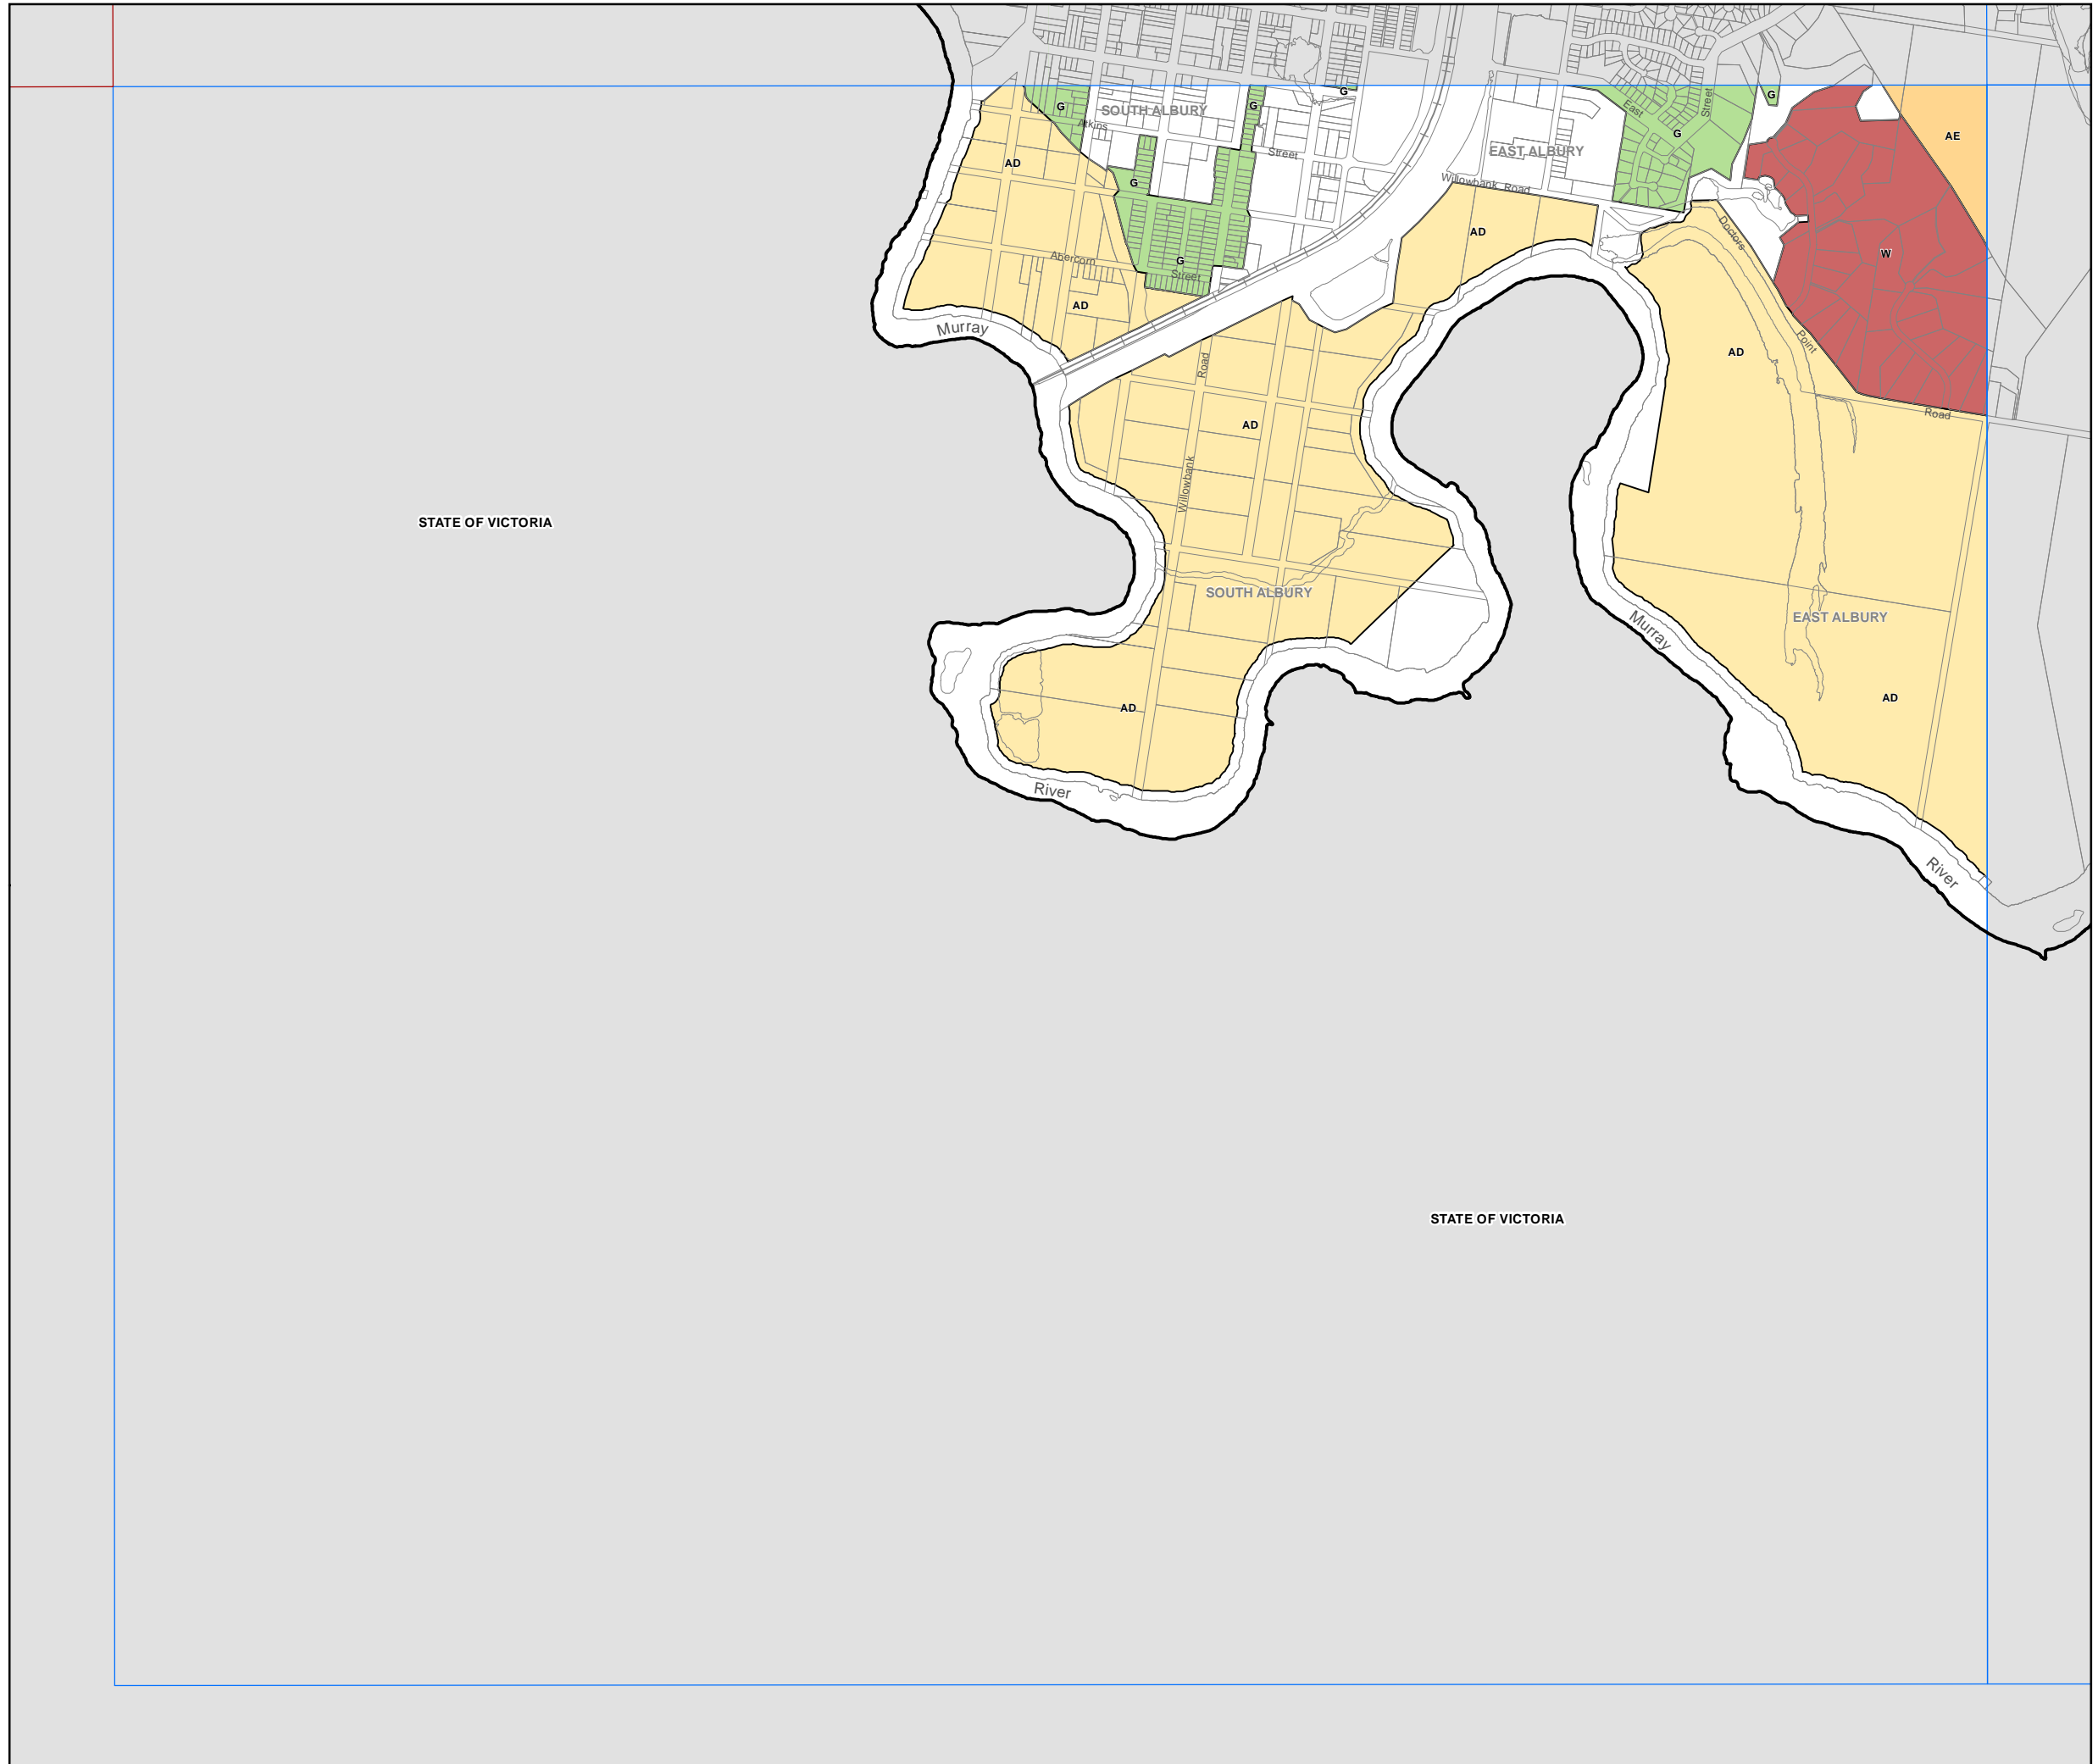 G
G
G
G
SOUTH ALBURY
Atkins
Street
East
Street
G
AE
EAST ALBURY
AD
G
Willowbank Road
AD
Doctors
W
Abercorn
G
Street
AD
Murray
Point
AD
Road
Road
AD
Willowbank
STATE OF VICTORIA
SOUTH ALBURY
EAST ALBURY
Murray
AD
AD
River
River
STATE OF VICTORIA